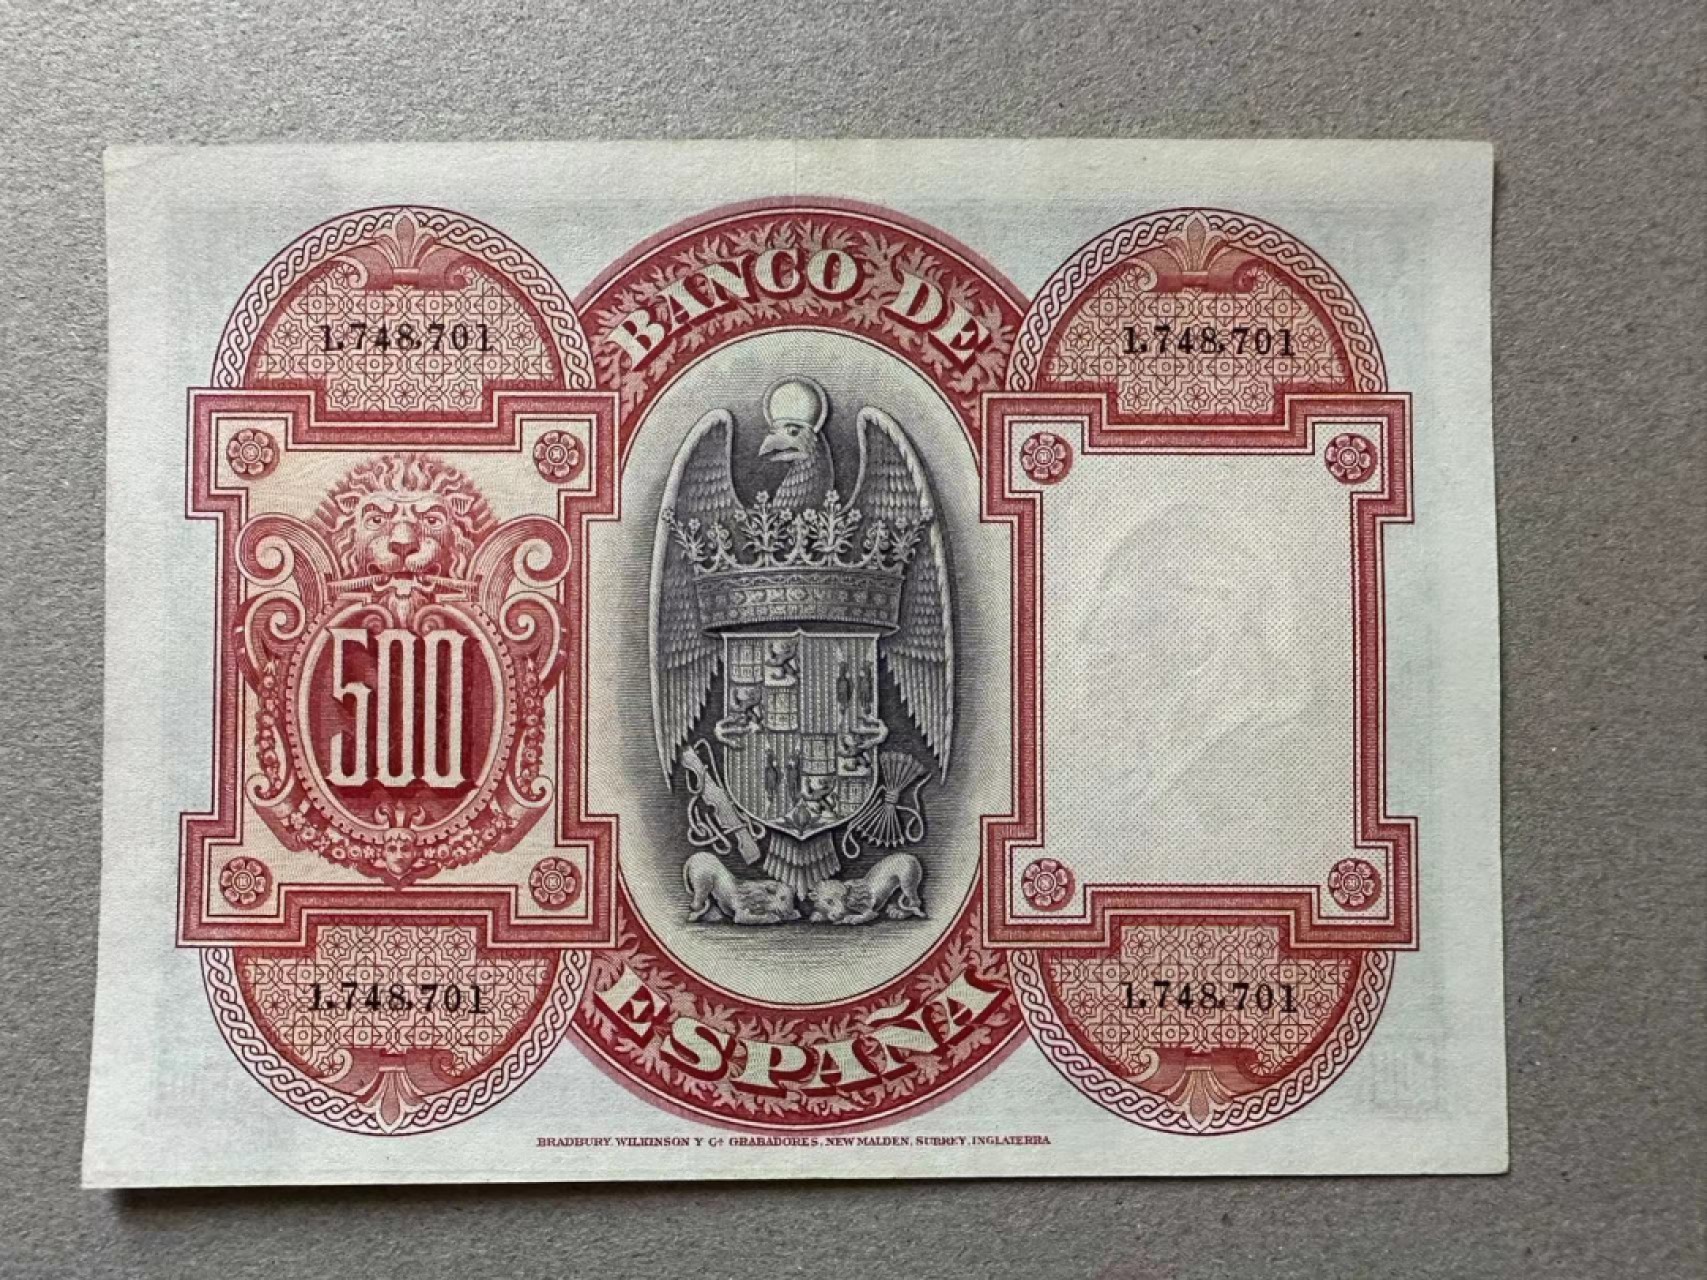 1.748,701
BANCO DE
1.748,701
500
1.748,701
ESPAÑA
1.748,701
BRADBURY, WILKINSON Y Cª GRABADORES, NEW MALDEN, SURREY, INGLATERRA